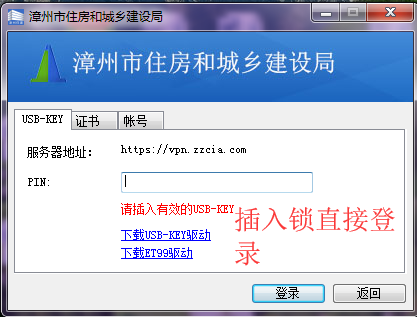 漳州市住房和城乡建设局
漳州市住房和城乡建设局
USB-KEY 证书 帐号
服务器地址: https://vpn.zzcia.com
PIN:
请插入有效的USB-KEY
下载USB-KEY驱动
下载ET99驱动
插入锁直接登
录
登录 返回